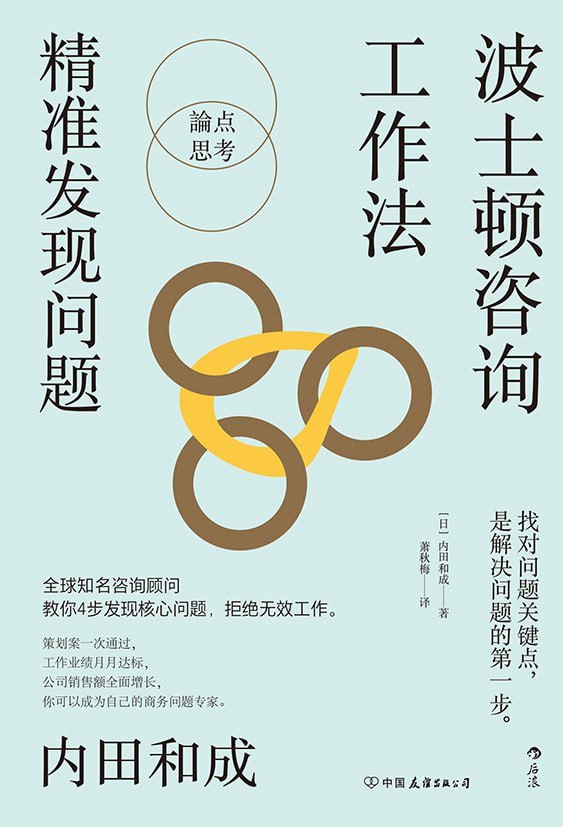 波士顿咨询
工作法
精准发现问题
論点
思考
找对问题关键点，
是解决问题的第一步。
［日］内田和成——著
萧秋梅——译
全球知名咨询顾问
教你4步发现核心问题，拒绝无效工作。
策划案一次通过，
工作业绩月月达标，
公司销售额全面增长，
你可以成为自己的商务问题专家。
内田和成
中国友谊出版公司
后浪